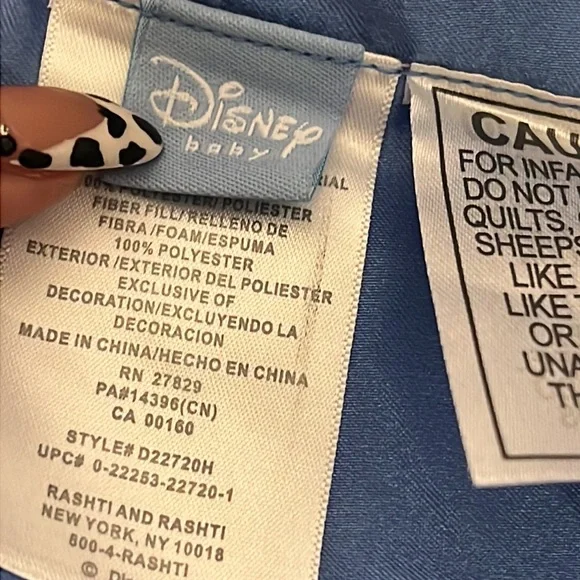 Disney
baby
POLYESTER/ POLIESTER
FIBER FILL/RELLENO DE
FIBRA /FOAM/ESPUMA
100% POLYESTER
EXTERIOR /EXTERIOR DEL POLIESTER
EXCLUSIVE OF
DECORATION/EXCLUYENDO LA
DECORACION
MADE IN CHINA/HECHO EN CHINA
RN 27829
PA#14396(CN)
CA 00160
STYLE# D22720H
UPC# 0-22253-22720-1
RASHTI AND RASHTI
NEW YORK, NY 10018
800-4-RASHTI
©
CAU
FOR INFA
DO NOT
QUILTS,
SHEEPS
LIKE
LIKE
OR
UNA
TH